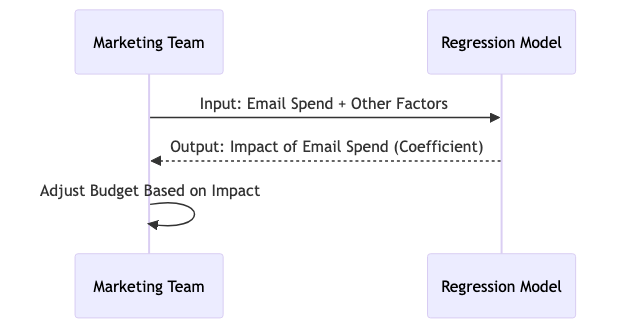 Marketing Team
Regression Model
Input: Email Spend + Other Factors
Output: Impact of Email Spend (Coefficient)
Adjust Budget Based on Impact
Marketing Team
Regression Model